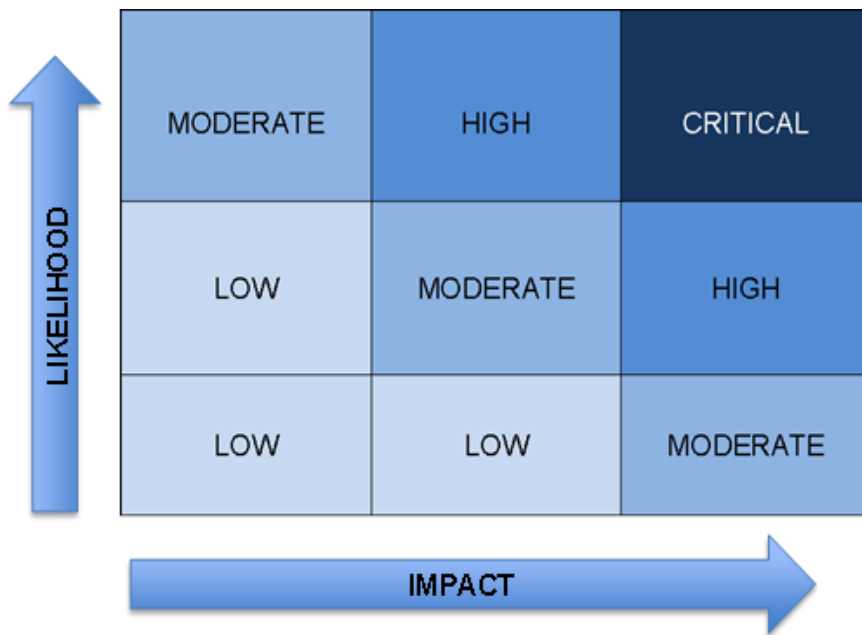 MODERATE HIGH CRITICAL
LIKELIHOOD
LOW MODERATE HIGH
LOW LOW MODERATE
IMPACT